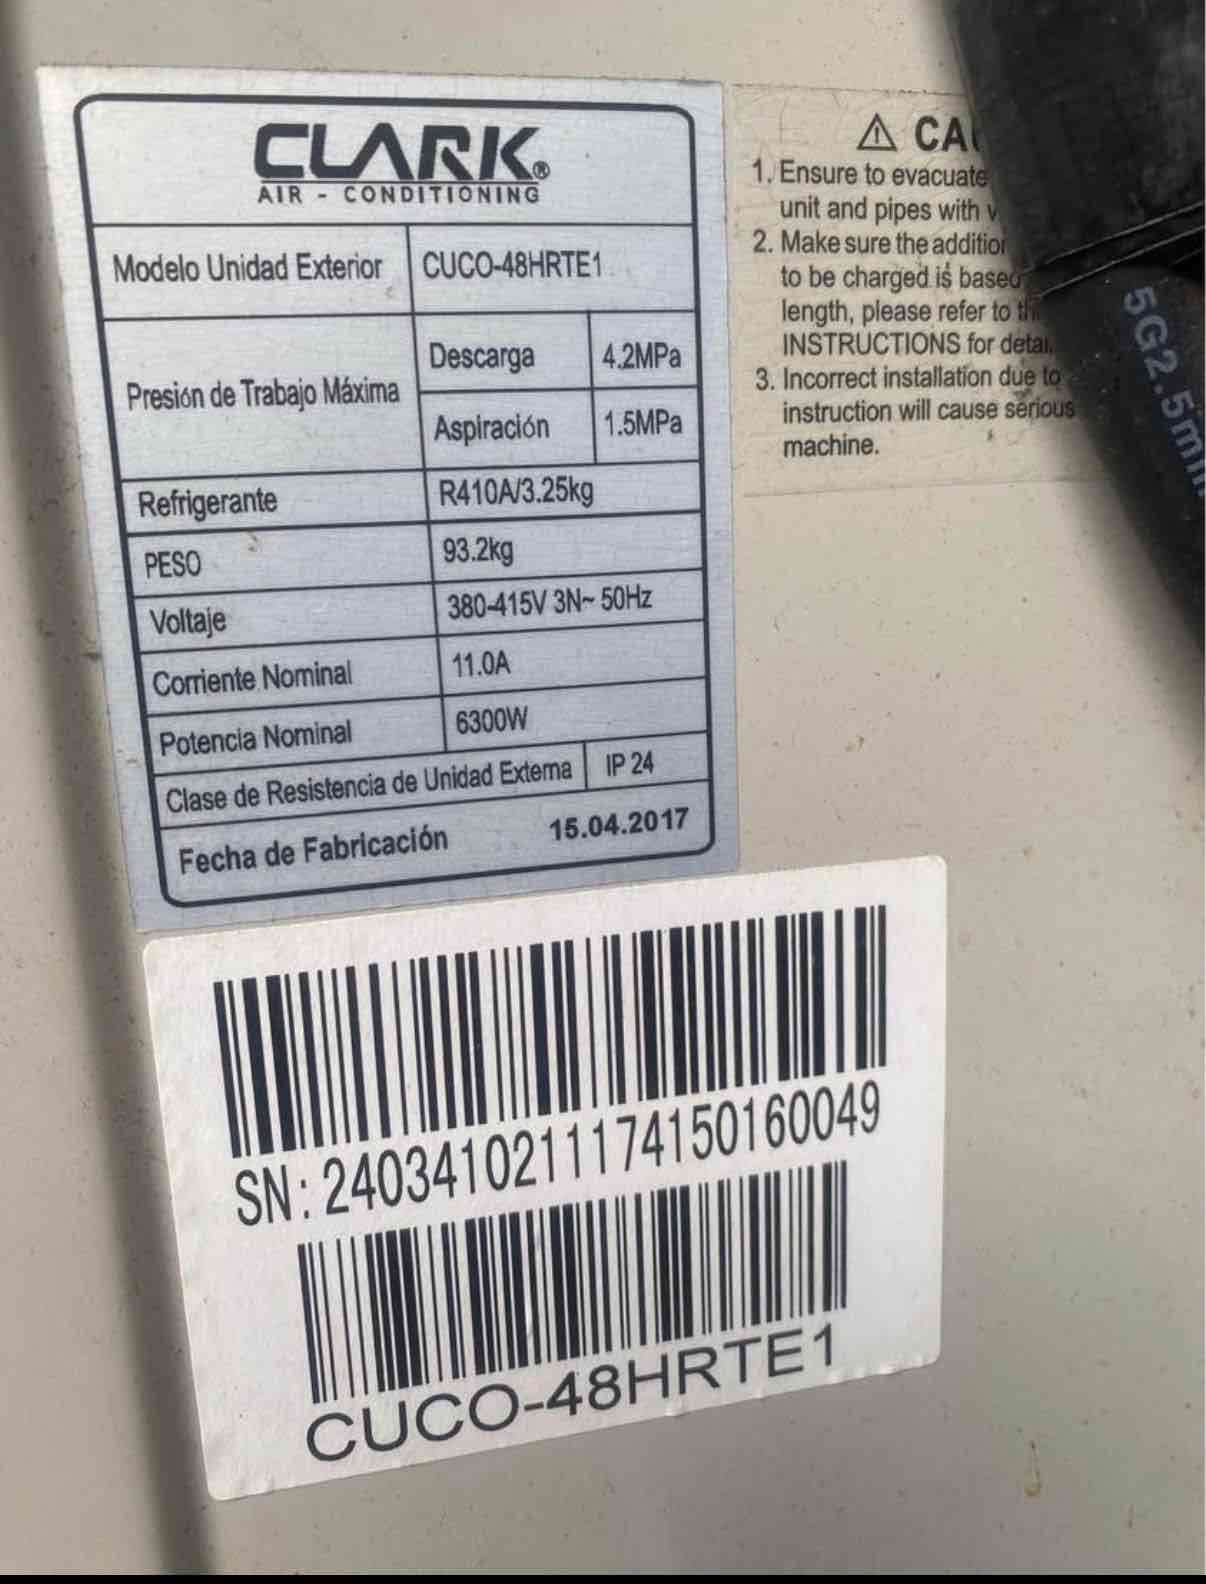 CLARK®
AIR - CONDITIONING
Modelo Unidad Exterior CUCO-48HRTE1
Presión de Trabajo Máxima
Descarga 4.2MPa
Aspiración 1.5MPa
Refrigerante R410A/3.25kg
PESO 93.2kg
Voltaje 380-415V 3N~ 50Hz
Corriente Nominal 11.0A
Potencia Nominal 6300W
Clase de Resistencia de Unidad Externa IP 24
Fecha de Fabricación 15.04.2017
⚠ CAU
1. Ensure to evacuate
unit and pipes with
2. Make sure the
to be charged is based
length, please refer to
INSTRUCTIONS for
3. Incorrect installation due to
instruction will cause serious
machine.
5G2.5m
SN: 2403410211174150160049
CUCO-48HRTE1